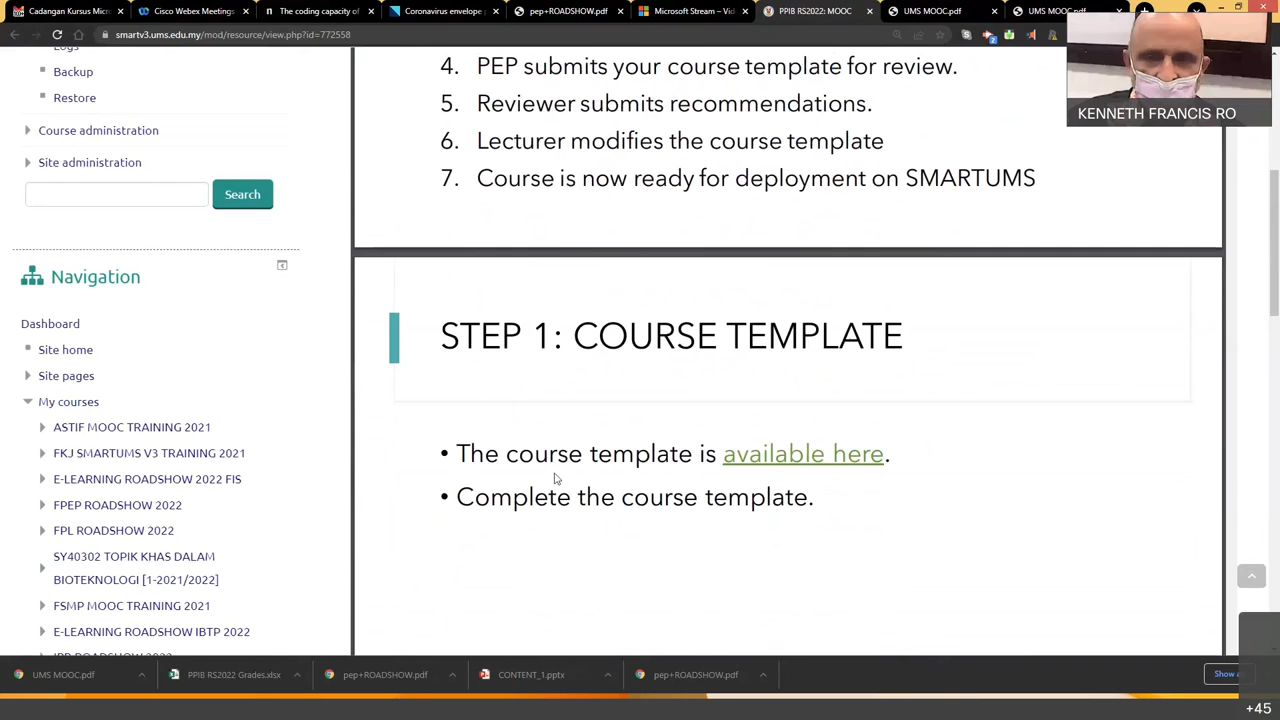 Cadangan Kursus Micro
Cisco Webex Meetings
The coding capacity of
Coronavirus envelope p
pep+ROADSHOW.pdf
Microsoft Stream – We
PPIB RS2022: MOOC
UMS MOOC.pdf
UMS MOOC.pdf
smartv3.ums.edu.my/mod/resource/view.php?id=772558
KENNETH FRANCIS RO
Logs
Backup
Restore
Course administration
Site administration
Search
Navigation
Dashboard
Site home
Site pages
My courses
ASTIF MOOC TRAINING 2021
FKJ SMARTUMS V3 TRAINING 2021
E-LEARNING ROADSHOW 2022 FIS
FPEP ROADSHOW 2022
FPL ROADSHOW 2022
SY40302 TOPIK KHAS DALAM
BIOTEKNOLOGI [1-2021/2022]
FSMP MOOC TRAINING 2021
E-LEARNING ROADSHOW IBTP 2022
4. PEP submits your course template for review.
5. Reviewer submits recommendations.
6. Lecturer modifies the course template
7. Course is now ready for deployment on SMARTUMS
STEP 1: COURSE TEMPLATE
• The course template is available here.
• Complete the course template.
UMS MOOC.pdf
PPIB RS2022 Grades.xlsx
pep+ROADSHOW.pdf
CONTENT_1.pptx
pep+ROADSHOW.pdf
Show a
+45